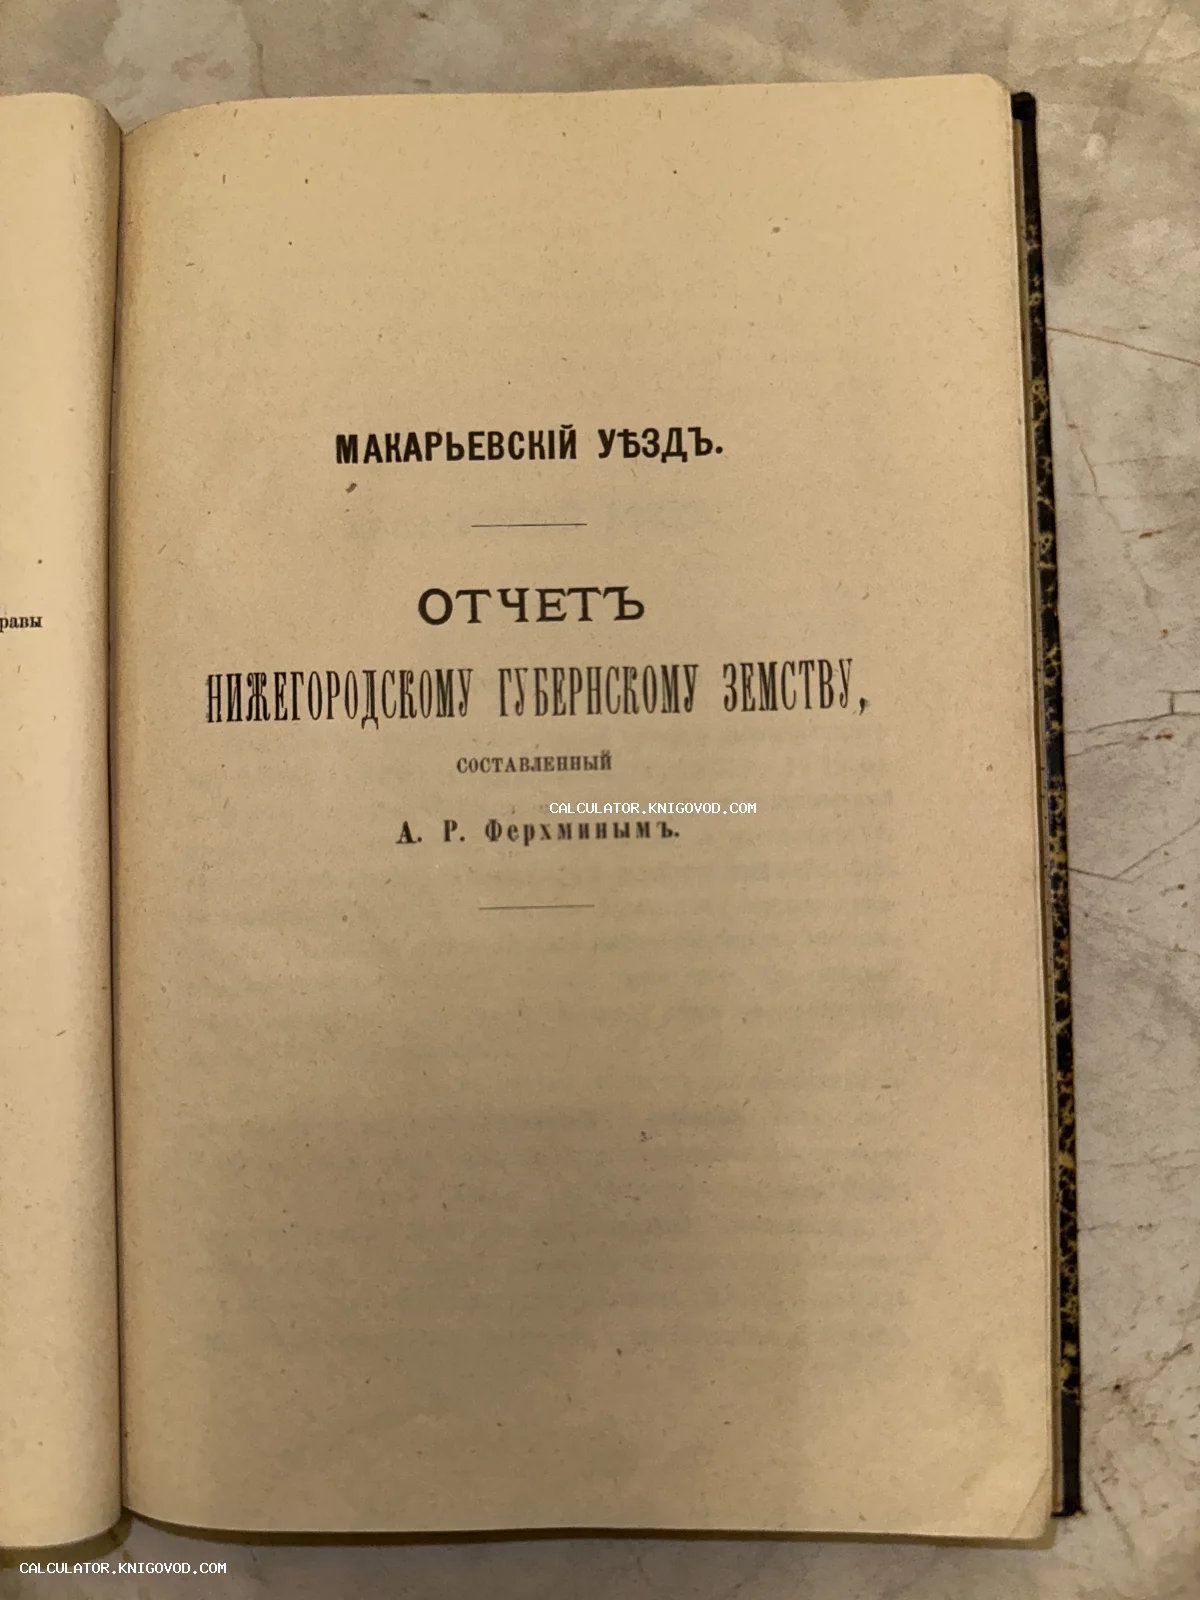 равы
МАКАРЬЕВСКІЙ УѢЗДЪ.
ОТЧЕТЪ
НИЖЕГОРОДСКОМУ ГУБЕРНСКОМУ ЗЕМСТВУ,
СОСТАВЛЕННЫЙ
CALCULATOR.KNIGOVOD.COM
А. Р. Ферхминымъ.
CALCULATOR.KNIGOVOD.COM